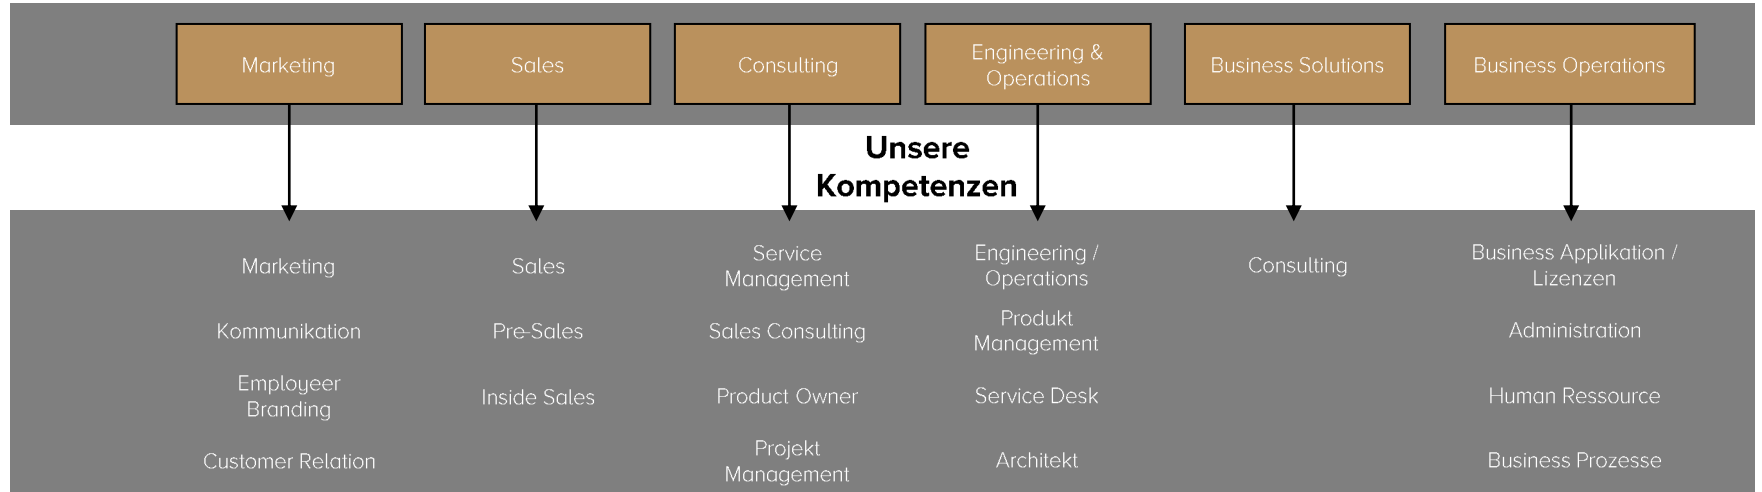 Marketing
Sales
Consulting
Engineering &
Operations
Business Solutions
Business Operations
Unsere
Kompetenzen
Marketing
Kommunikation
Employeer
Branding
Customer Relation
Sales
Pre-Sales
Inside Sales
Service
Management
Sales Consulting
Product Owner
Projekt
Management
Engineering /
Operations
Produkt
Management
Service Desk
Architekt
Consulting
Business Applikation /
Lizenzen
Administration
Human Ressource
Business Prozesse